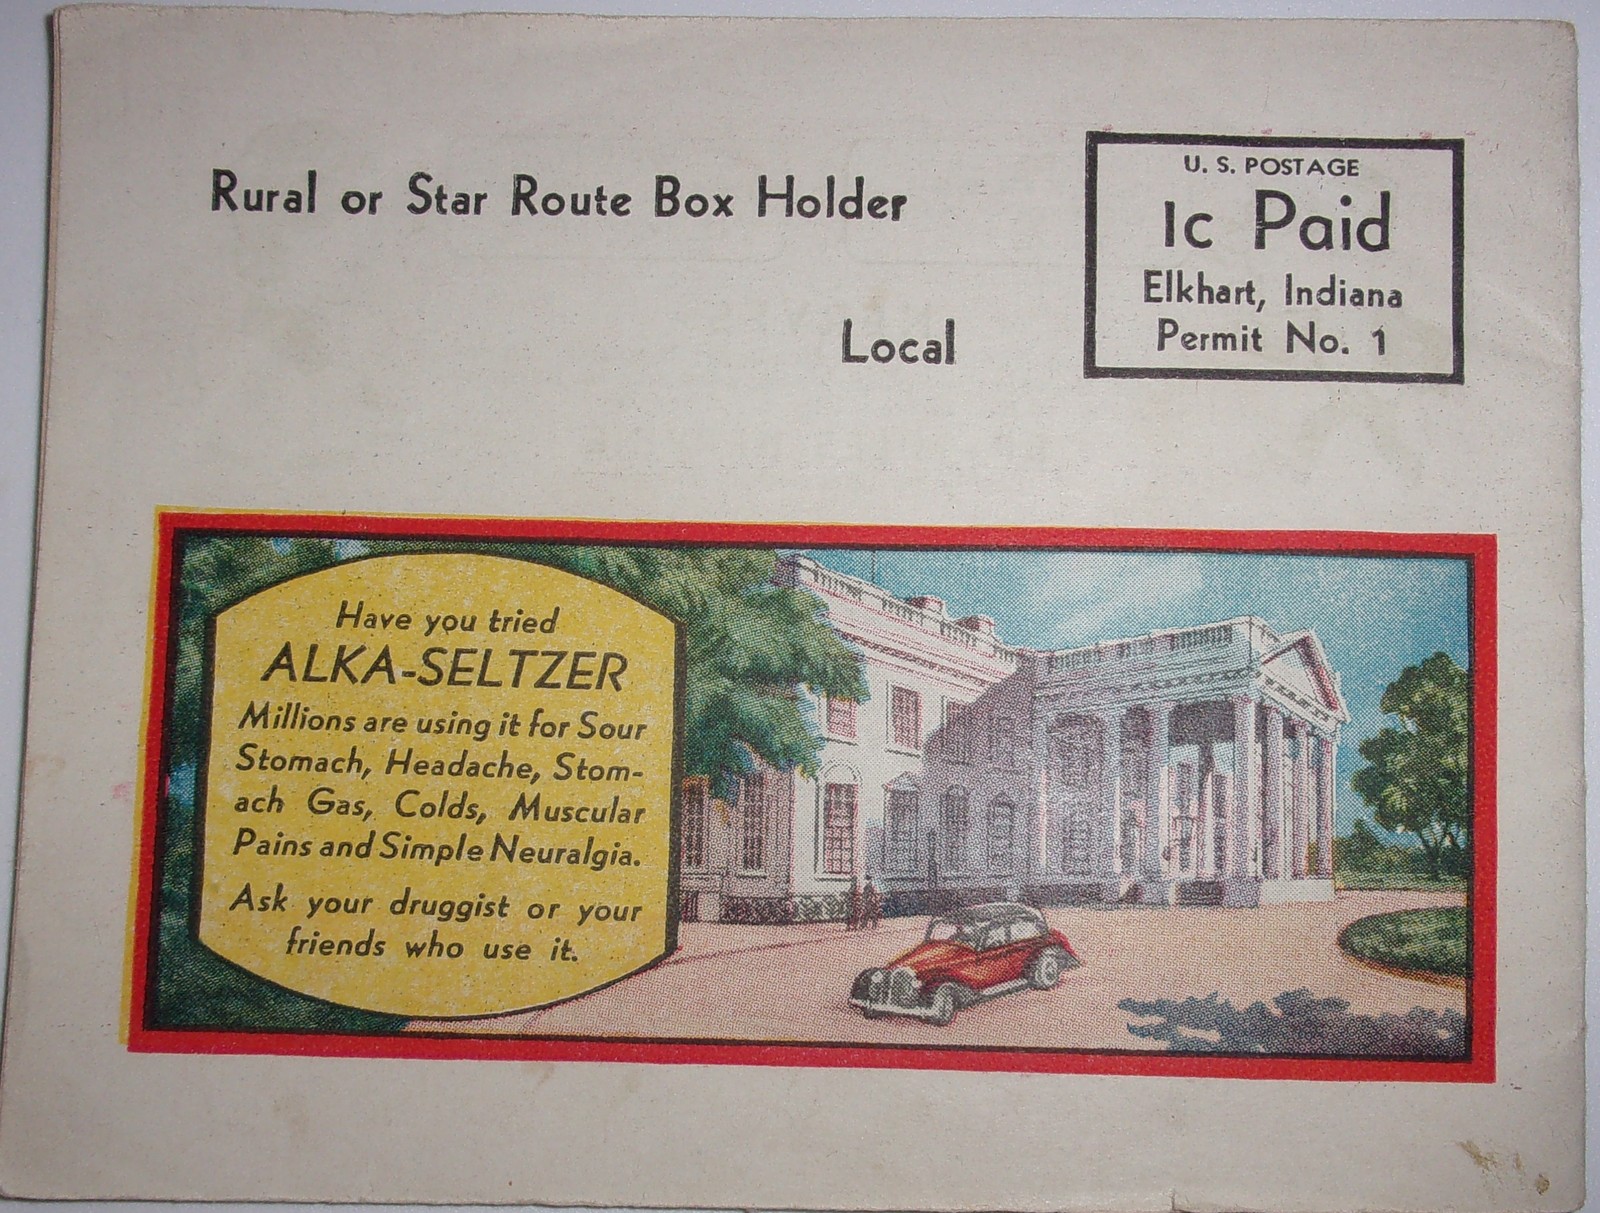 Rural or Star Route Box Holder
Local
U. S. POSTAGE
1c Paid
Elkhart, Indiana
Permit No. 1
Have you tried
ALKA-SELTZER
Millions are using it for Sour
Stomach, Headache, Stom-
ach Gas, Colds, Muscular
Pains and Simple Neuralgia.
Ask your druggist or your
friends who use it.